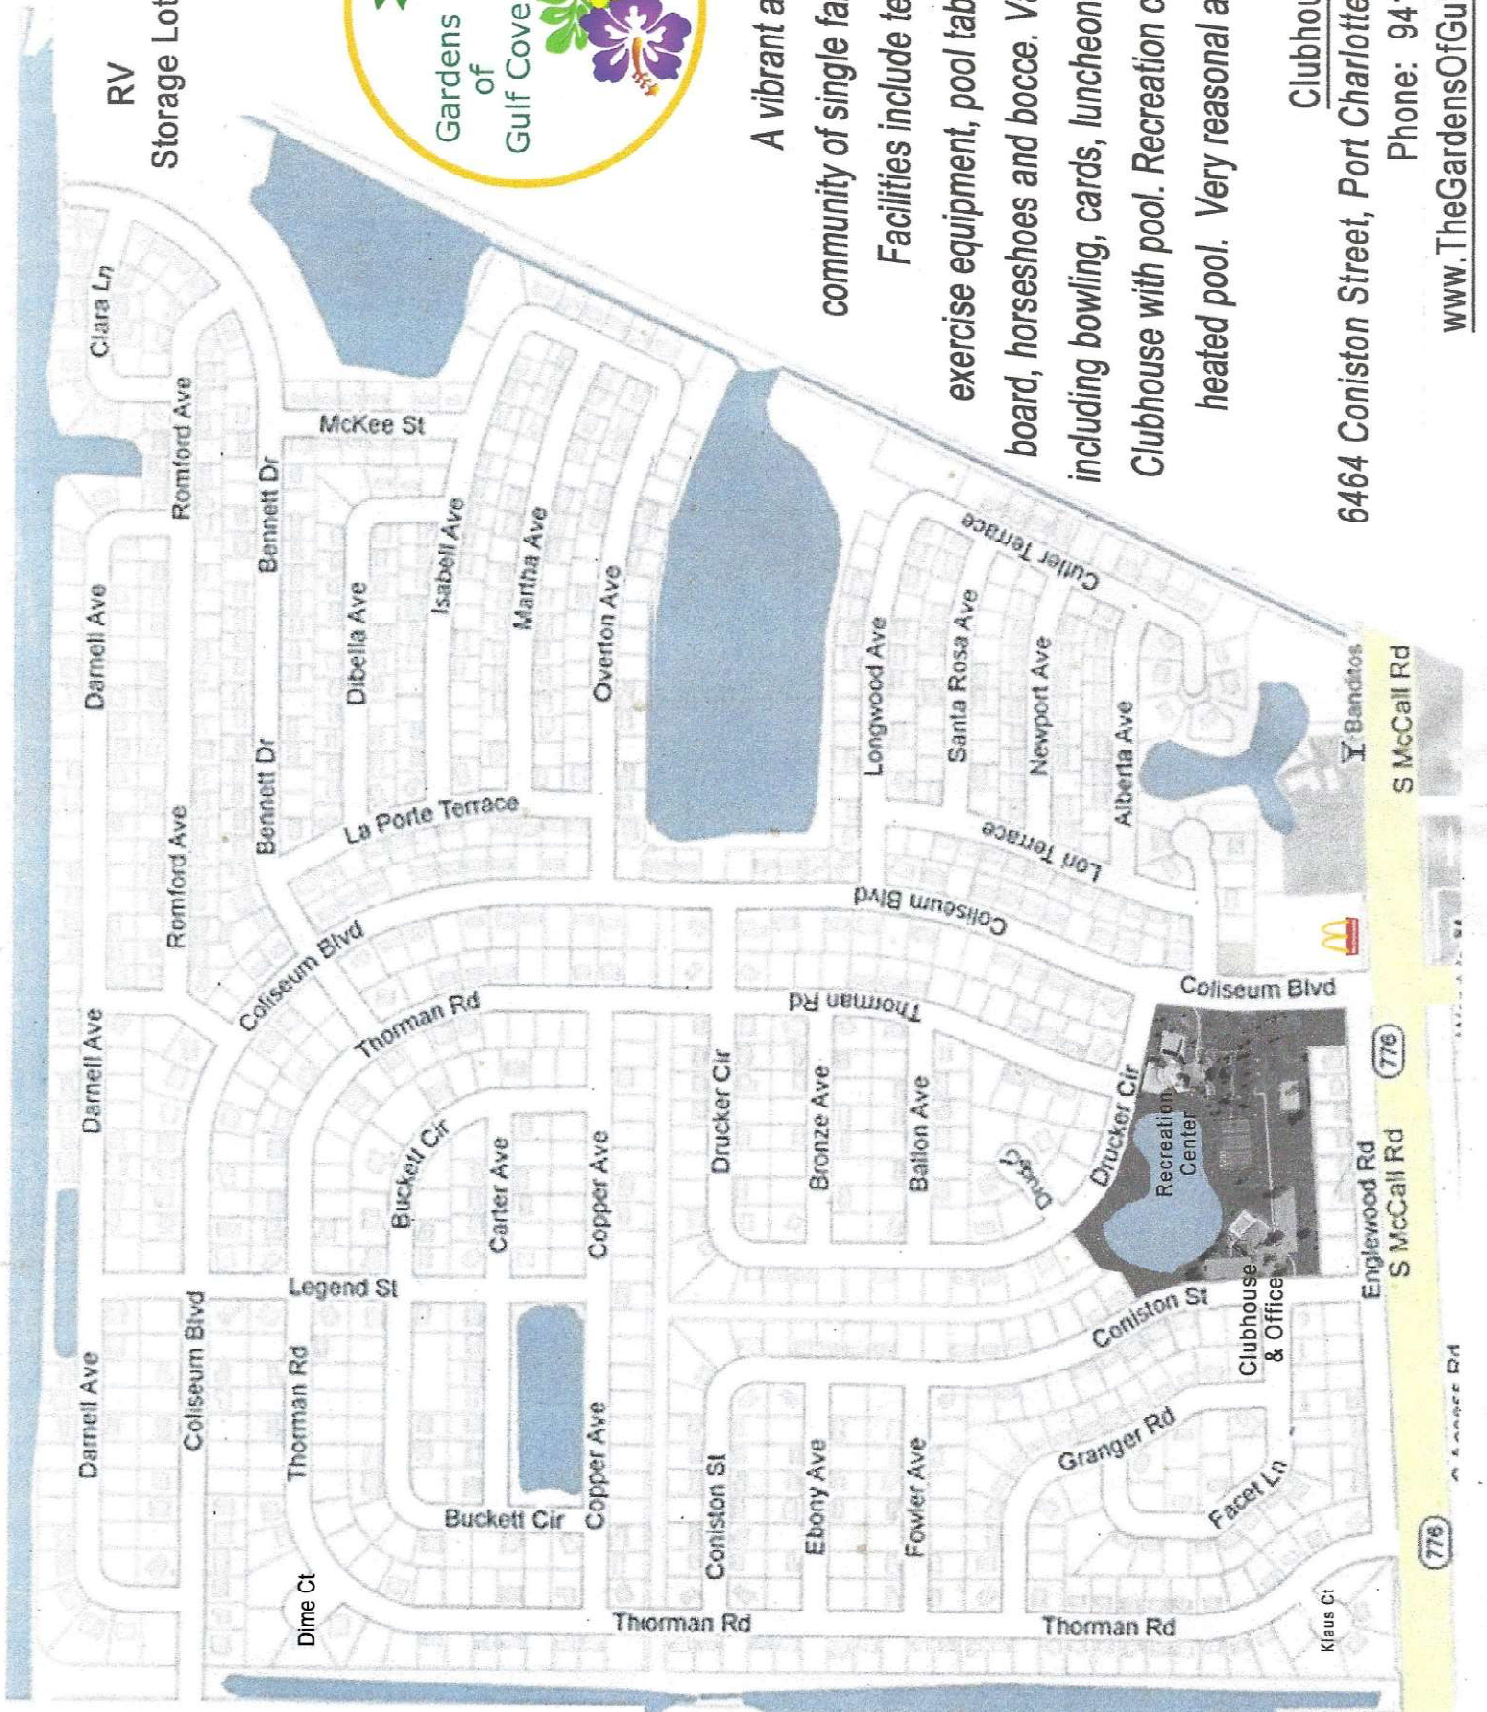 RV
Storage Lot
Gardens
of
Gulf Cove
A vibrant a
community of single fa
Facilities include te
exercise equipment, pool tab
board, horseshoes and bocce. Va
including bowling, cards, luncheon
Clubhouse with pool. Recreation c
heated pool. Very reasonal a
Clubhou
6464 Coniston Street, Port Charlotte
Phone: 941
www.TheGardensOfGu
Darnell Ave
Darnell Ave
Darnell Ave
Clara Ln
Coliseum Blvd
Romford Ave
Romford Ave
Coliseum Blvd
Bennett Dr
Bennett Dr
Dime Ct
Thorman Rd
Legend St
Thorman Rd
La Porte Terrace
Dibella Ave
McKee St
Buckett Cir
Isabell Ave
Buckett Cir
Carter Ave
Martha Ave
Copper Ave
Copper Ave
Overton Ave
Thorman Rd
Coniston St
Drucker Cir
Ebony Ave
Bronze Ave
Thorman Rd
Fowler Ave
Ballon Ave
Coliseum Blvd
Longwood Ave
Santa Rosa Ave
Cutler Terrace
Newport Ave
Lori Terrace
Alberta Ave
Thorman Rd
Granger Rd
Coniston St
Drucker Cir
Recreation
Center
Coliseum Blvd
Facet Ln
Clubhouse
& Office
Klaus Ct
McDonald's
Banditos
Englewood Rd
S McCall Rd
776
S McCall Rd
776